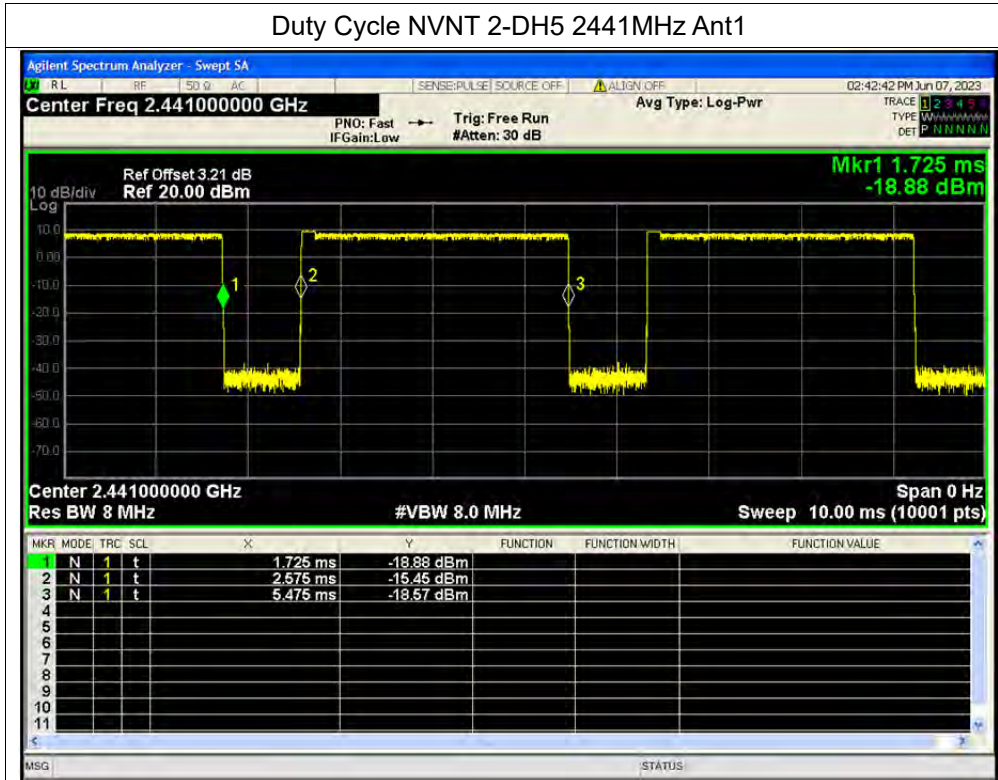 Duty Cycle NVNT 2-DH5 2441MHz Ant1
Agilent Spectrum Analyzer - Swept SA
RL RF 50 Ω AC SENSE:PULSE SOURCE OFF ALIGN OFF 02:42:42 PM Jun 07, 2023
Center Freq 2.441000000 GHz
PNO: Fast
IFGain:Low
Trig: Free Run
#Atten: 30 dB
Avg Type: Log-Pwr
TRACE 1 2 3 4 5 6
TYPE W
DET P N N N N N
Mkr1 1.725 ms
-18.88 dBm
Ref Offset 3.21 dB
10 dB/div Ref 20.00 dBm
Log
10.0
0.00
-10.0
-20.0
-30.0
-40.0
-50.0
-60.0
-70.0
1
2
3
Center 2.441000000 GHz Span 0 Hz
Res BW 8 MHz #VBW 8.0 MHz Sweep 10.00 ms (10001 pts)
MKR MODE TRC SCL X Y FUNCTION FUNCTION WIDTH FUNCTION VALUE
1 N 1 t 1.725 ms -18.88 dBm
2 N 1 t 2.575 ms -15.45 dBm
3 N 1 t 5.475 ms -18.57 dBm
4
5
6
7
8
9
10
11
MSG STATUS